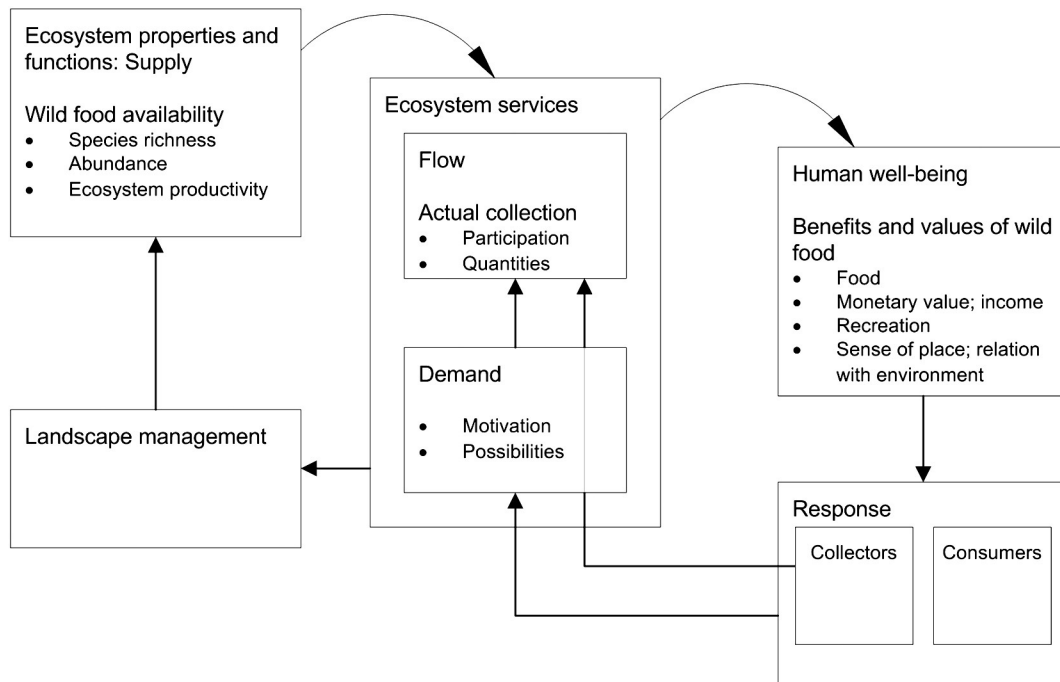 Ecosystem properties and
functions: Supply
Wild food availability
• Species richness
• Abundance
• Ecosystem productivity
Ecosystem services
Flow
Actual collection
• Participation
• Quantities
Demand
• Motivation
• Possibilities
Human well-being
Benefits and values of wild
food
• Food
• Monetary value; income
• Recreation
• Sense of place; relation
with environment
Landscape management
Response
Collectors
Consumers